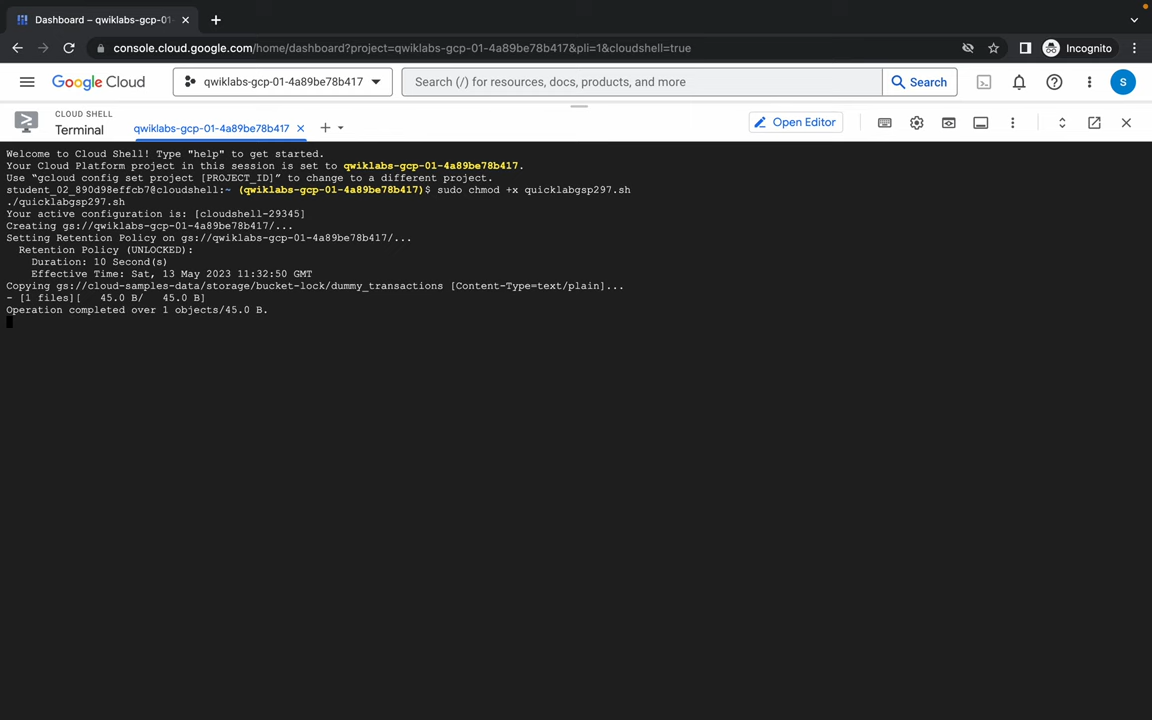 Dashboard – qwiklabs-gcp-01-
console.cloud.google.com/home/dashboard?project=qwiklabs-gcp-01-4a89be78b417&pli=1&cloudshell=true
Incognito
Google Cloud
qwiklabs-gcp-01-4a89be78b417
Search (/) for resources, docs, products, and more
Search
S
CLOUD SHELL
Terminal
qwiklabs-gcp-01-4a89be78b417
Open Editor
Welcome to Cloud Shell! Type "help" to get started.
Your Cloud Platform project in this session is set to qwiklabs-gcp-01-4a89be78b417.
Use “gcloud config set project [PROJECT_ID]” to change to a different project.
student_02_890d98effcb7@cloudshell:~ (qwiklabs-gcp-01-4a89be78b417)$ sudo chmod +x quicklabgsp297.sh
./quicklabgsp297.sh
Your active configuration is: [cloudshell-29345]
Creating gs://qwiklabs-gcp-01-4a89be78b417/...
Setting Retention Policy on gs://qwiklabs-gcp-01-4a89be78b417/...
Retention Policy (UNLOCKED):
Duration: 10 Second(s)
Effective Time: Sat, 13 May 2023 11:32:50 GMT
Copying gs://cloud-samples-data/storage/bucket-lock/dummy_transactions [Content-Type=text/plain]...
- [1 files][   45.0 B/   45.0 B]
Operation completed over 1 objects/45.0 B.